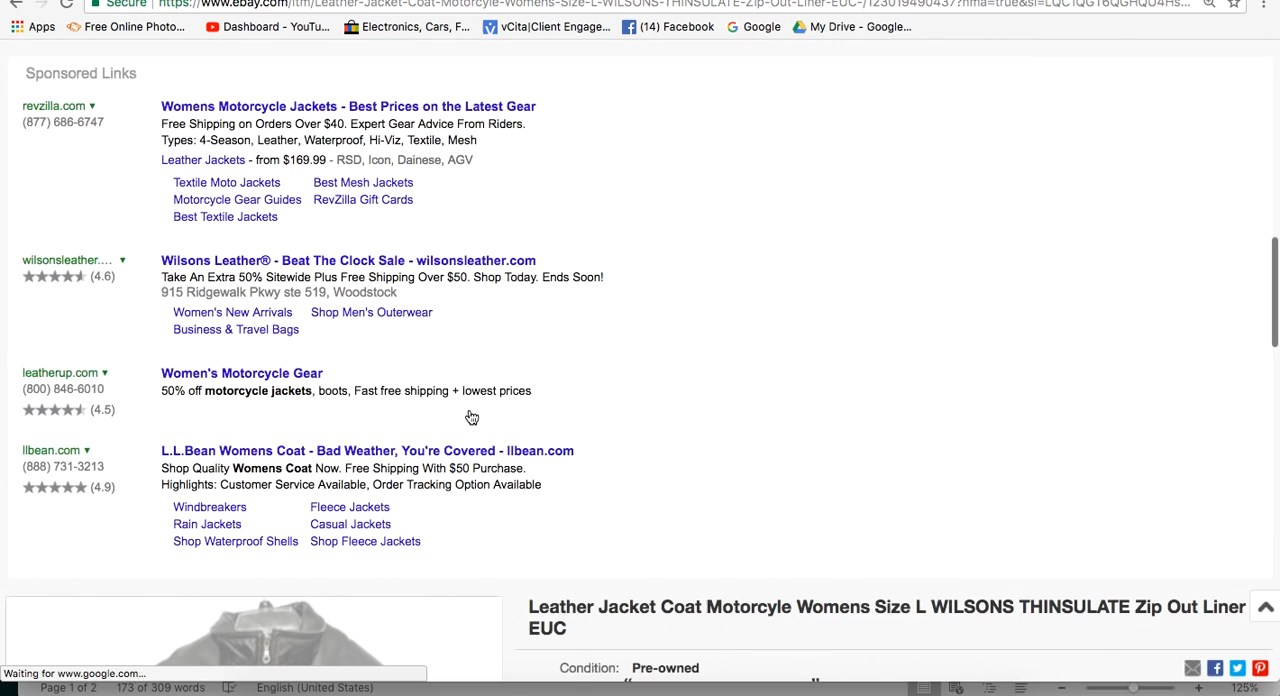 Secure https://www.ebay.com/itm/Leather-Jacket-Coat-Motorcyle-Womens-Size-L-WILSONS-THINSULATE-Zip-Out-Liner-EUC-/123019490437?hma=true&
Apps Free Online Photo... Dashboard - YouTu... Electronics, Cars, F... vCita|Client Engage... (14) Facebook Google My Drive - Google...
Sponsored Links
revzilla.com ▾ Womens Motorcycle Jackets - Best Prices on the Latest Gear
(877) 686-6747 Free Shipping on Orders Over $40. Expert Gear Advice From Riders.
Types: 4-Season, Leather, Waterproof, Hi-Viz, Textile, Mesh
Leather Jackets - from $169.99 - RSD, Icon, Dainese, AGV
Textile Moto Jackets Best Mesh Jackets
Motorcycle Gear Guides RevZilla Gift Cards
Best Textile Jackets
wilsonsleather.... ▾ Wilsons Leather® - Beat The Clock Sale - wilsonsleather.com
(4.6) Take An Extra 50% Sitewide Plus Free Shipping Over $50. Shop Today. Ends Soon!
915 Ridgewalk Pkwy ste 519, Woodstock
Women's New Arrivals Shop Men's Outerwear
Business & Travel Bags
leatherup.com ▾ Women's Motorcycle Gear
(800) 846-6010 50% off motorcycle jackets, boots, Fast free shipping + lowest prices
(4.5)
llbean.com ▾ L.L.Bean Womens Coat - Bad Weather, You're Covered - llbean.com
(888) 731-3213 Shop Quality Womens Coat Now. Free Shipping With $50 Purchase.
(4.9) Highlights: Customer Service Available, Order Tracking Option Available
Windbreakers Fleece Jackets
Rain Jackets Casual Jackets
Shop Waterproof Shells Shop Fleece Jackets
Leather Jacket Coat Motorcyle Womens Size L WILSONS THINSULATE Zip Out Liner
EUC
Condition: Pre-owned
Waiting for www.google.com...
Page 1 of 2 173 of 309 words English (United States) 125%